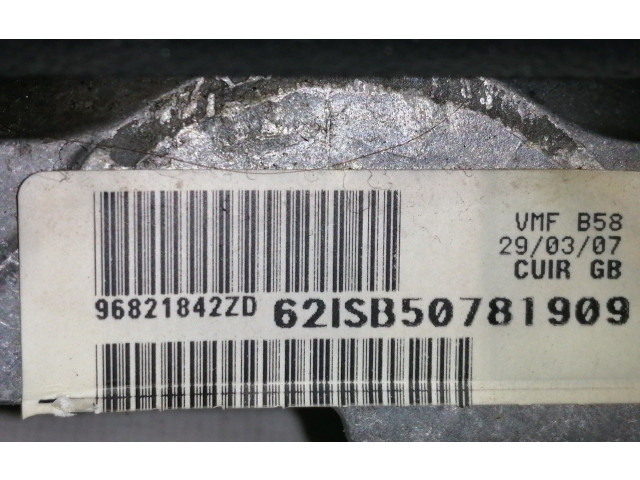 VMF B58
29/03/07
CUIR GB
96821842ZD
62ISB50781909